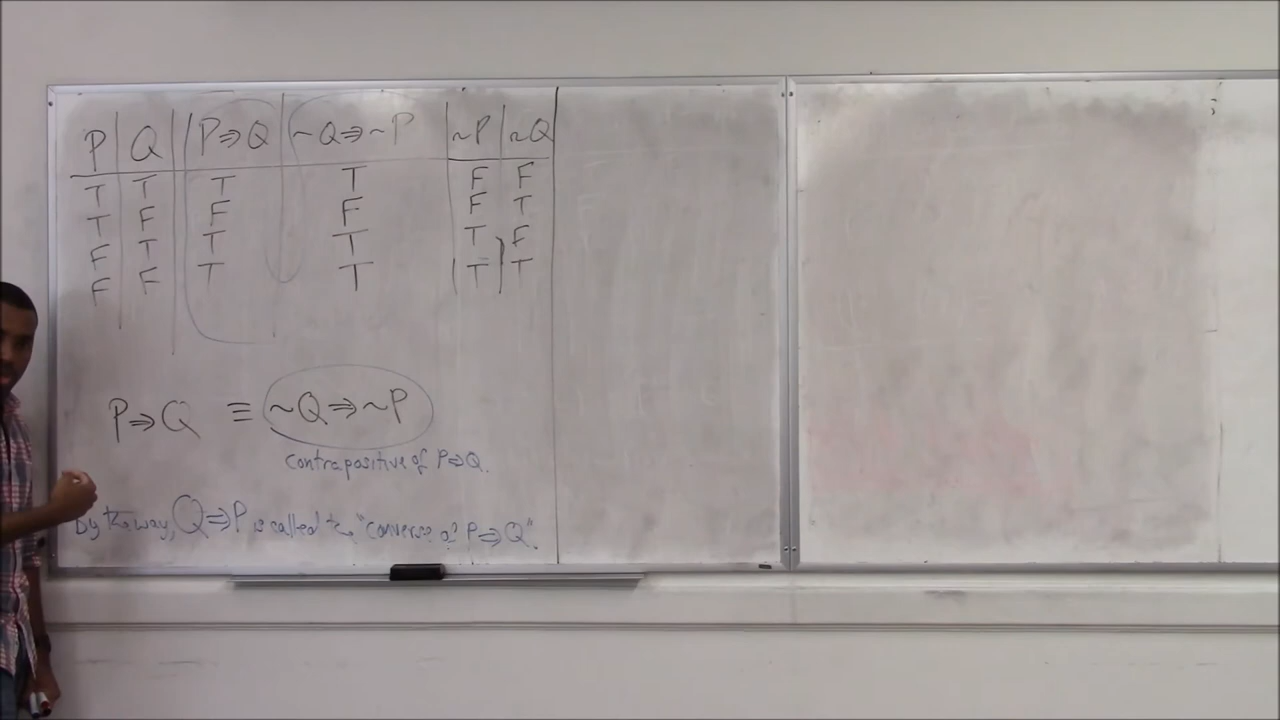 P Q P⇒Q ~Q⇒~P ~P ~Q
T T T T F F
T F F F F T
F T T T T F
F F T T T T
P⇒Q ≡ ~Q⇒~P
contrapositive of P⇒Q.
By the way, Q⇒P is called the "converse of P⇒Q".